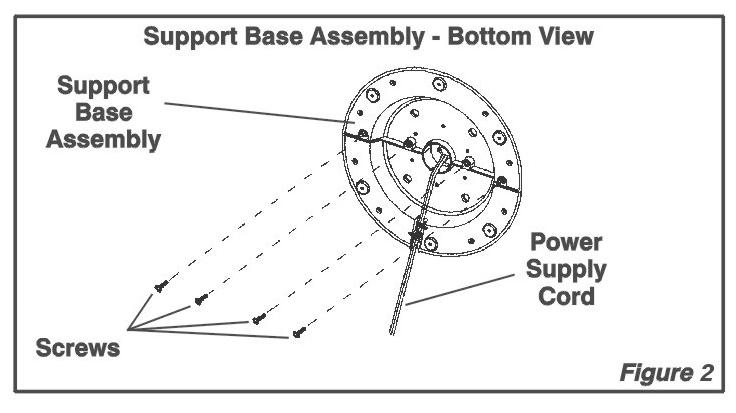 Support Base Assembly - Bottom View
Support
Base
Assembly
Power
Supply
Cord
Screws
Figure 2